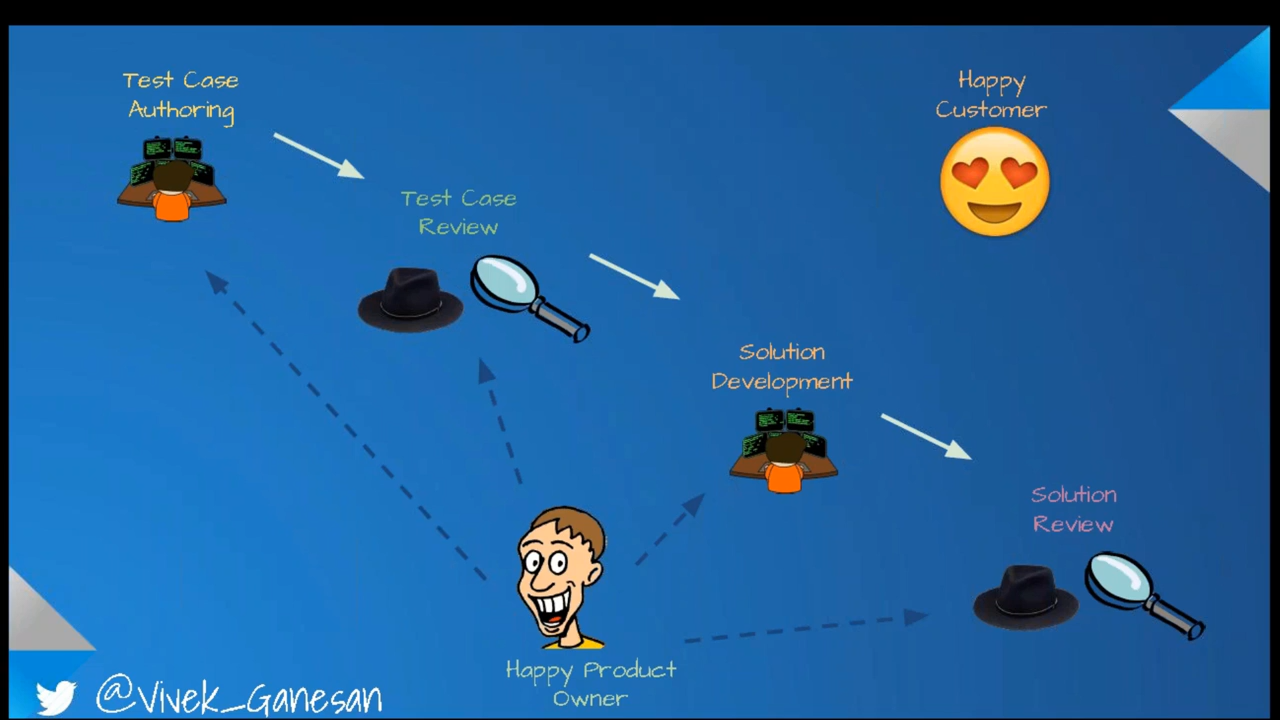 Test Case
Authoring
Happy
Customer
Test Case
Review
Solution
Development
Solution
Review
Happy Product
Owner
@Vivek_Ganesan